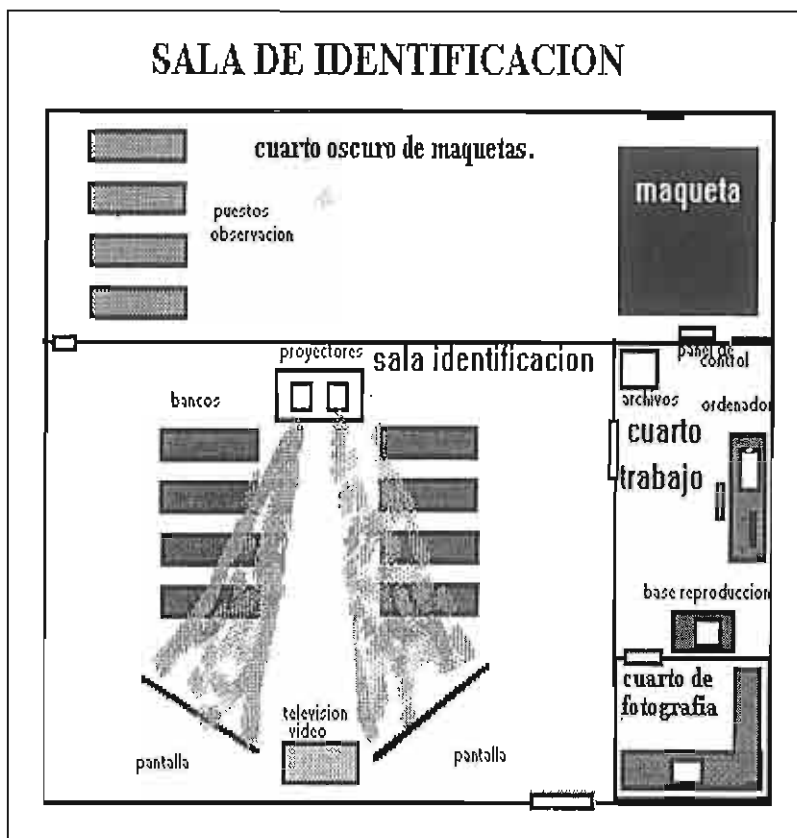 SALA DE IDENTIFICACION
cuarto oscuro de maquetas.
maqueta
puestos
observacion
proyectores
sala identificacion
panel de
control
bancos
archivos
ordenador
cuarto
trabajo
base reproduccion
cuarto de
fotografia
television
video
pantalla
pantalla